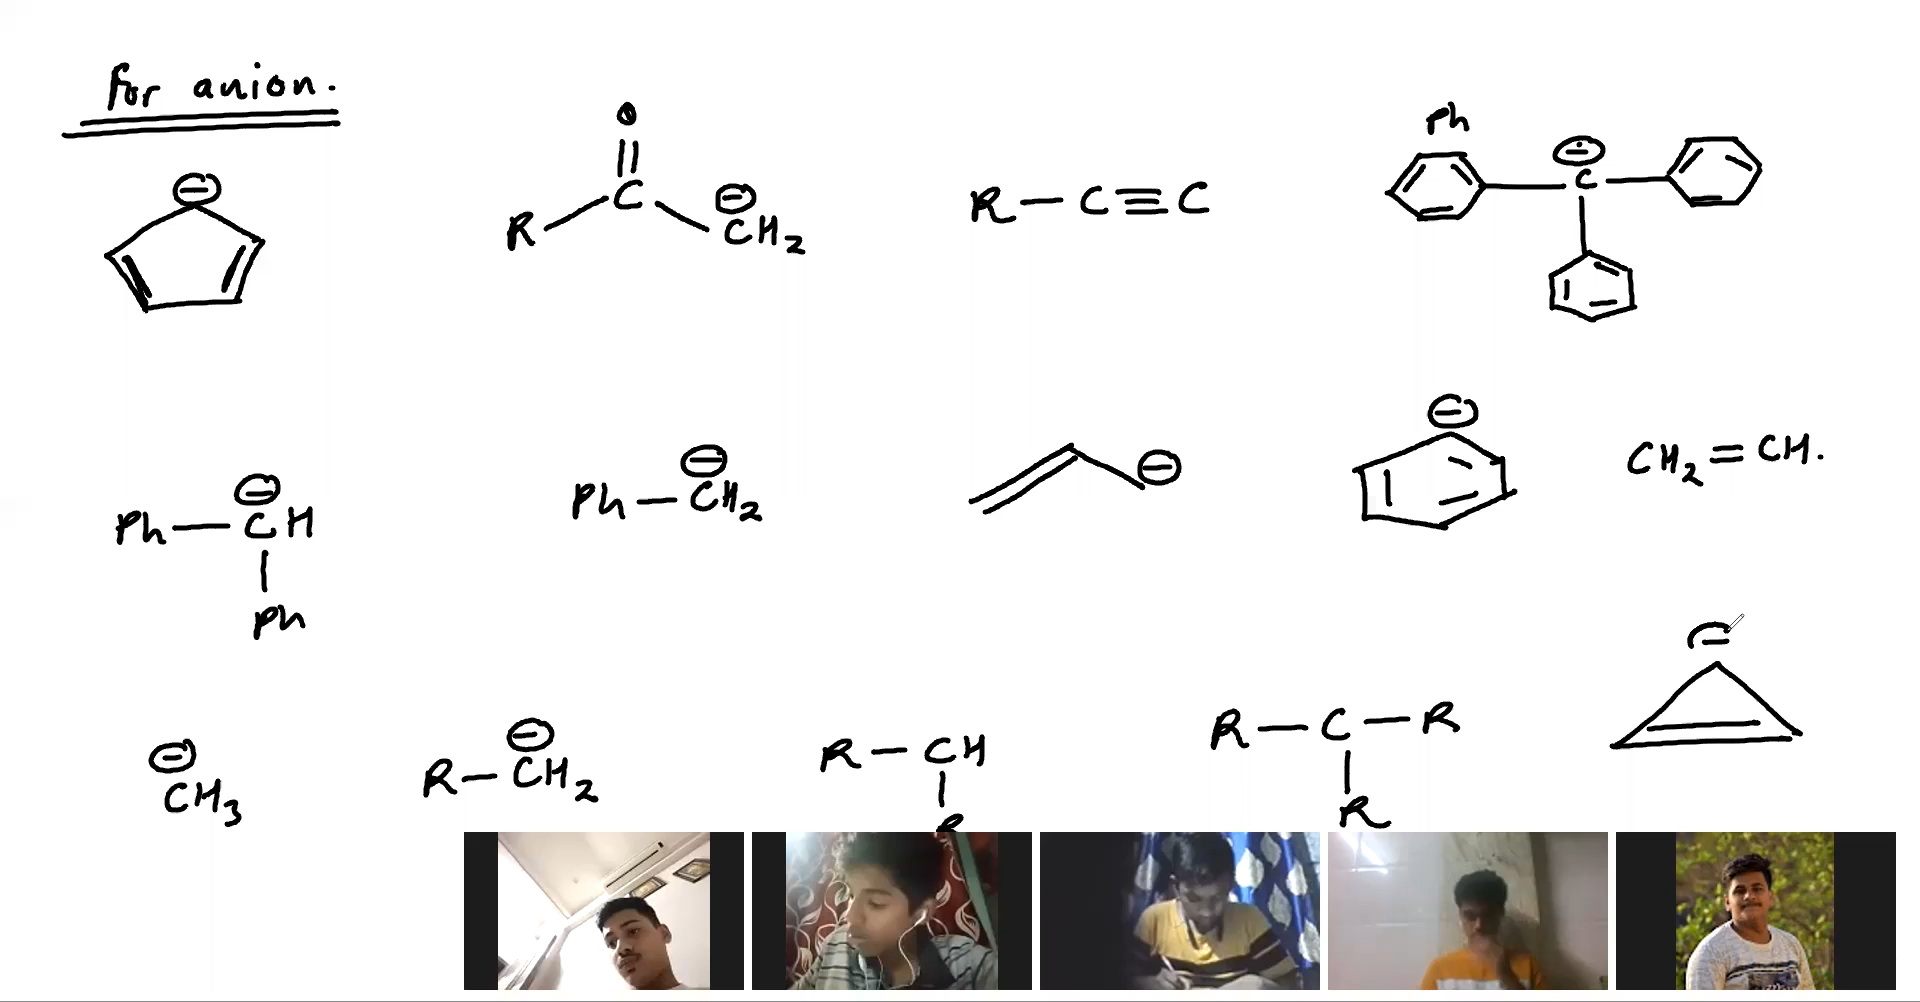 for anion.
O
||
R — C — CH₂ ⊖
R — C ≡ C
Ph
⊖
C
Ph — CH ⊖
|
Ph
Ph — CH₂ ⊖
⊖
⊖
CH₂ = CH.
CH₃ ⊖
R — CH₂ ⊖
R — CH
|
R — C — R
|
R